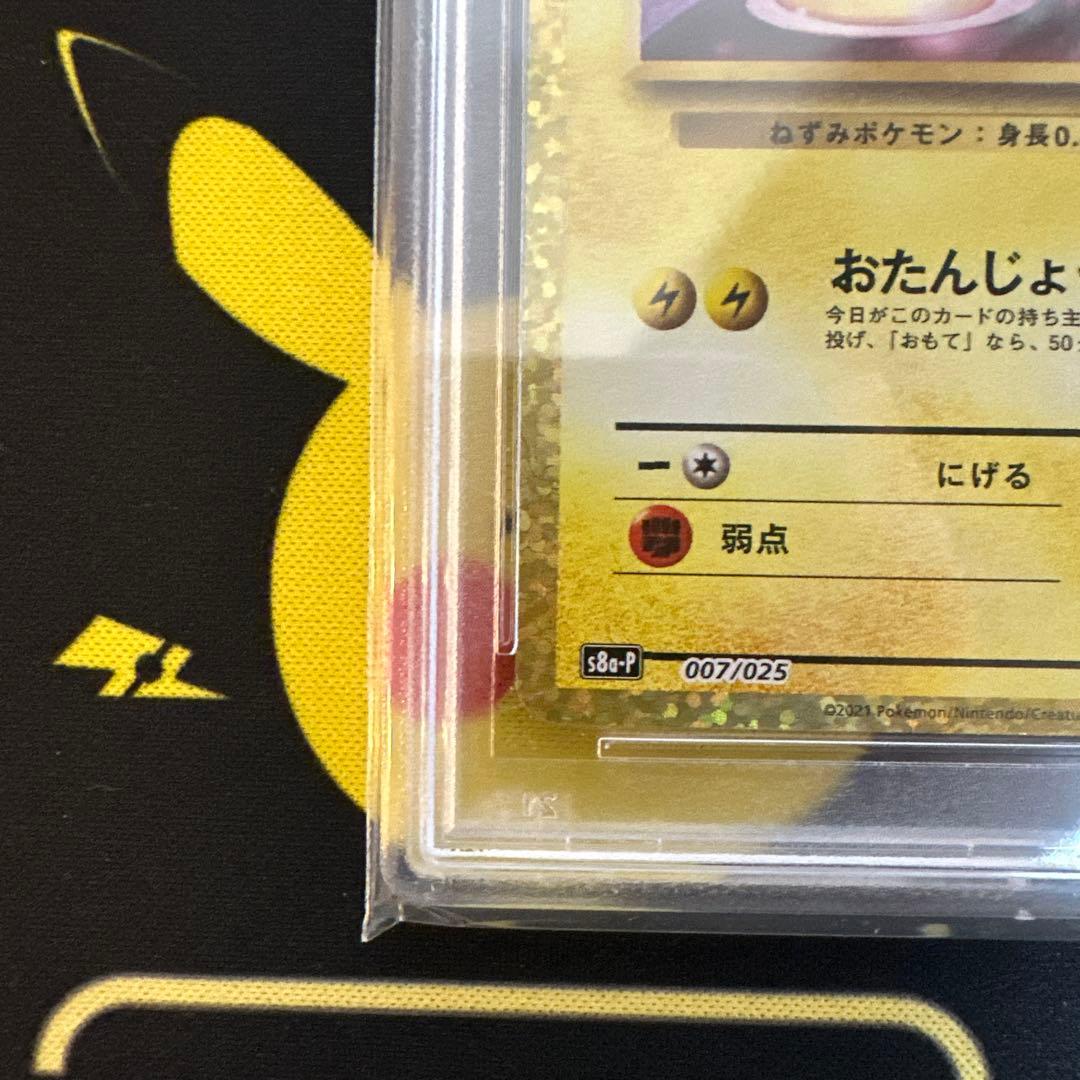 ねずみポケモン：身長0.
おたんじょ
今日がこのカードの持ち主
投げ、「おもて」なら、50
にげる
弱点
s8a-P 007/025
©2021 Pokémon/Nintendo/Creatu